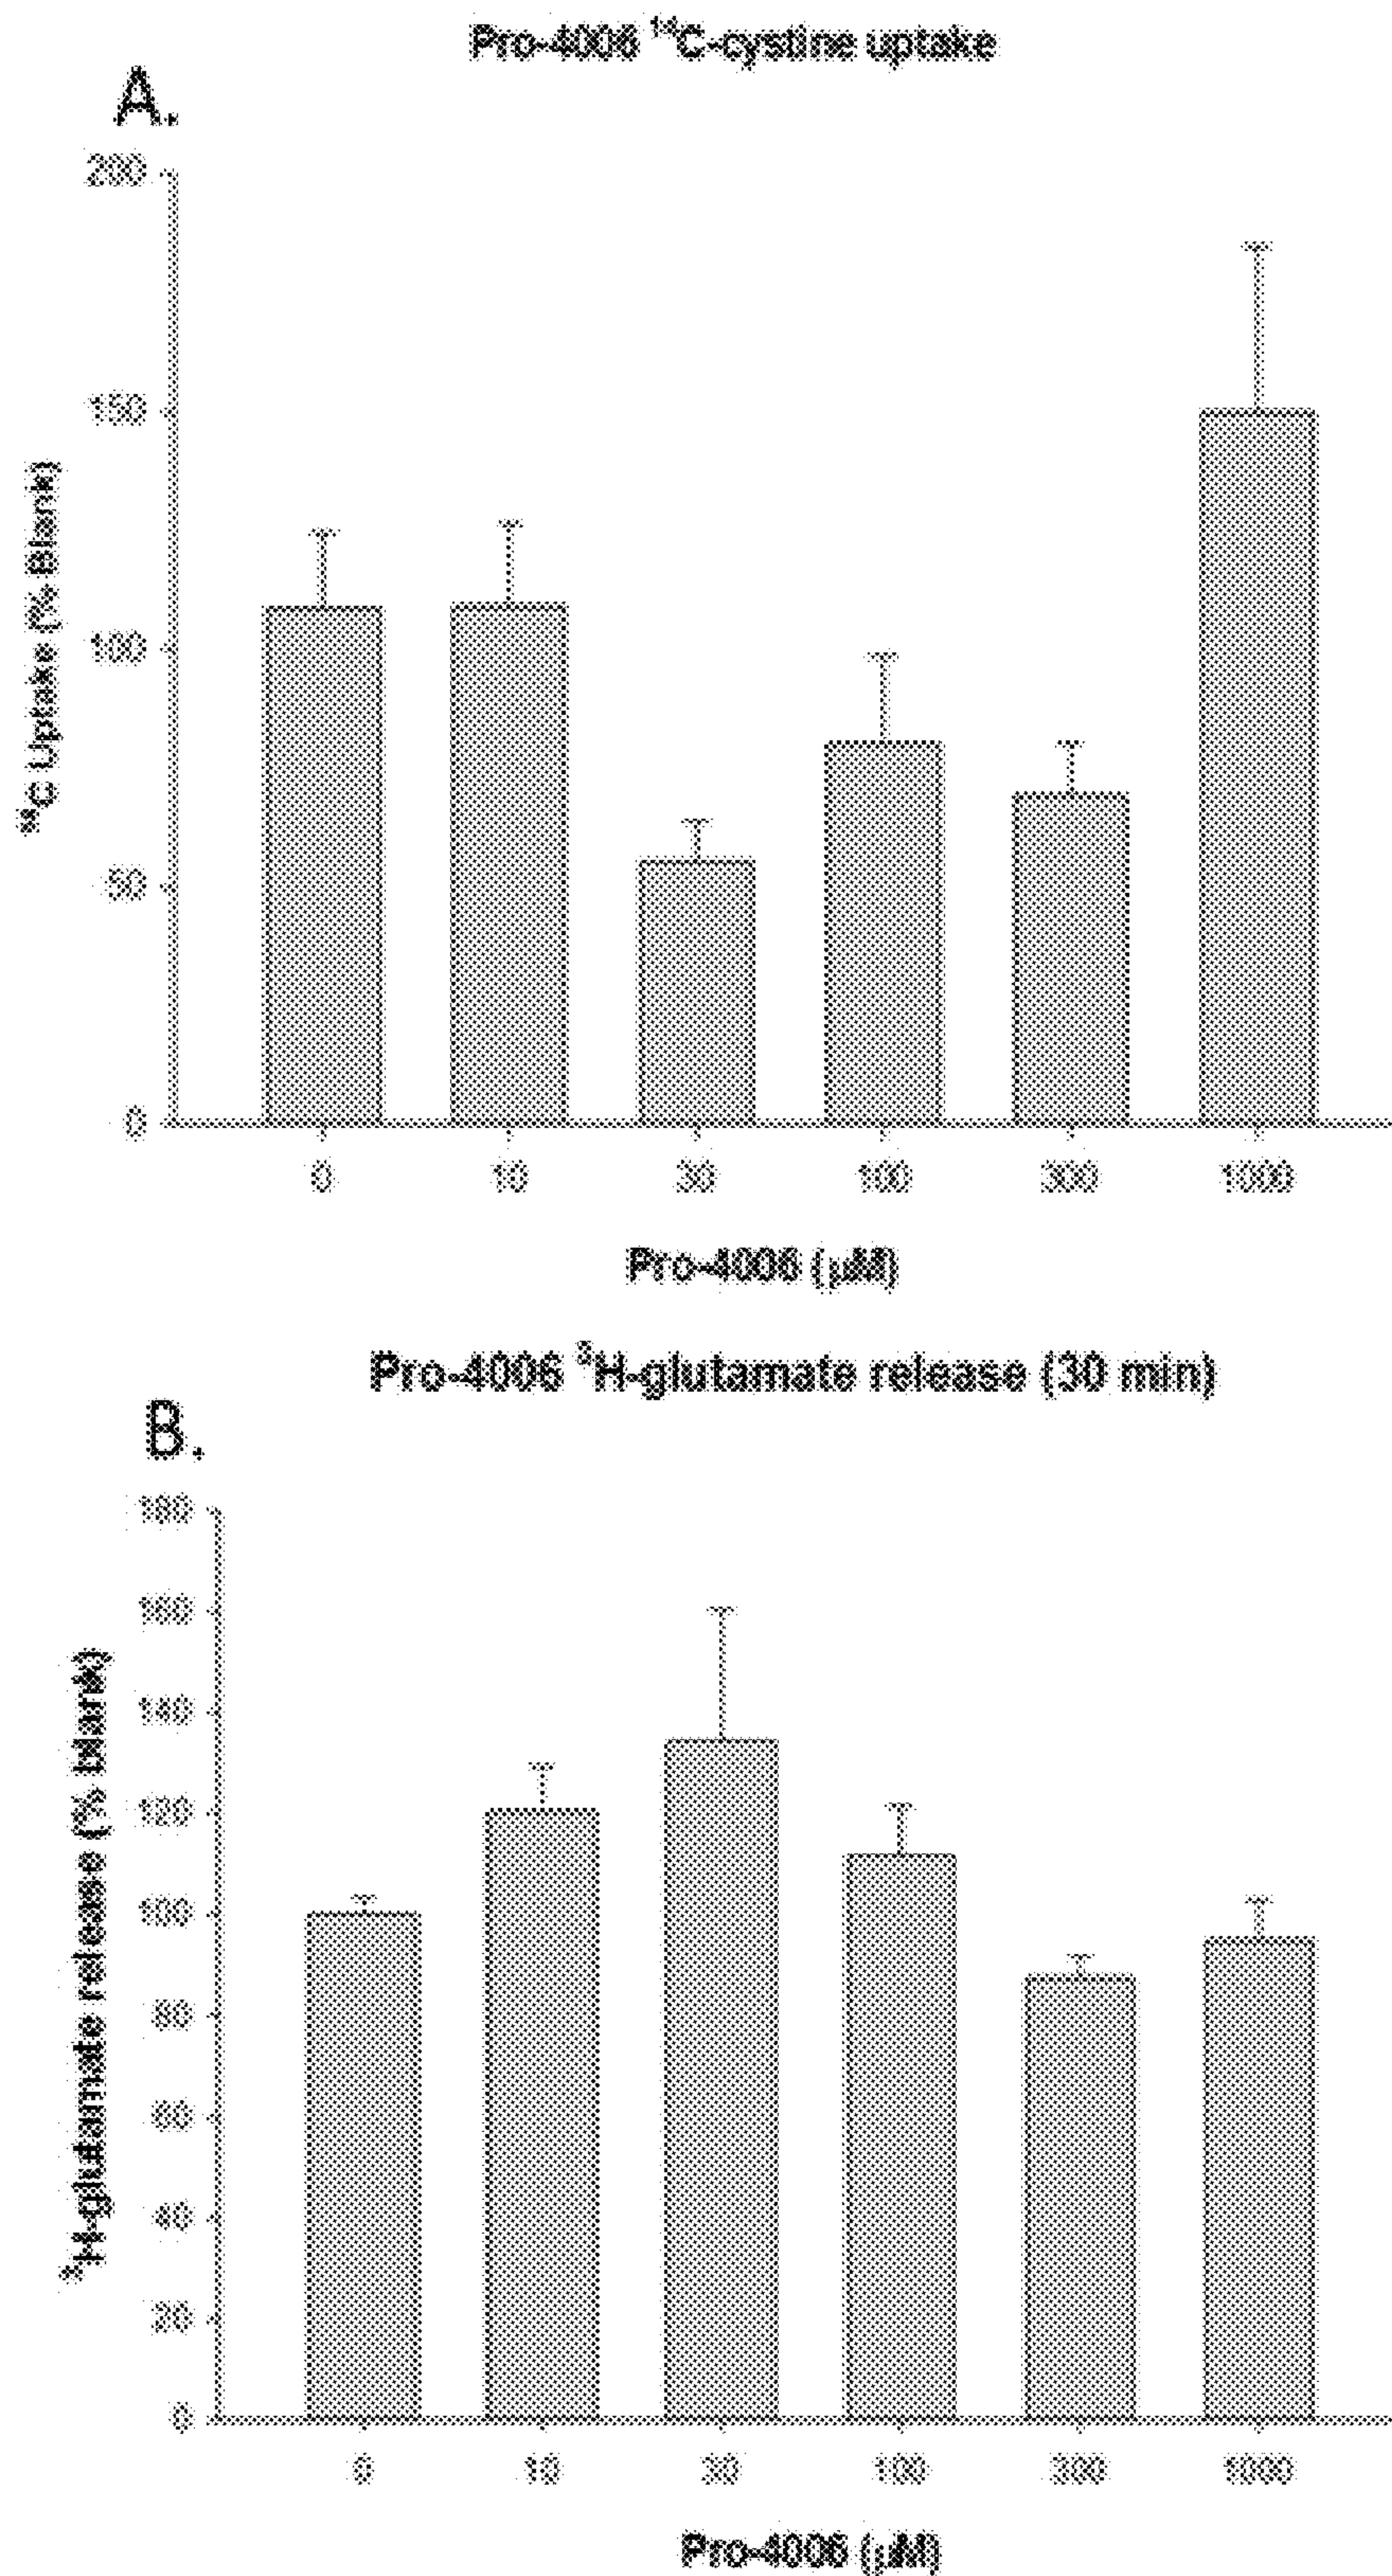 Pro-4006 ¹⁴C-cystine uptake
A.
200
150
100
50
0
¹⁴C Uptake (% Blank)
0 10 30 100 300 1000
Pro-4006 (µM)
Pro-4006 ³H-glutamate release (30 min)
B.
180
160
140
120
100
80
60
40
20
0
³H-glutamate release (% blank)
0 10 30 100 300 1000
Pro-4006 (µM)